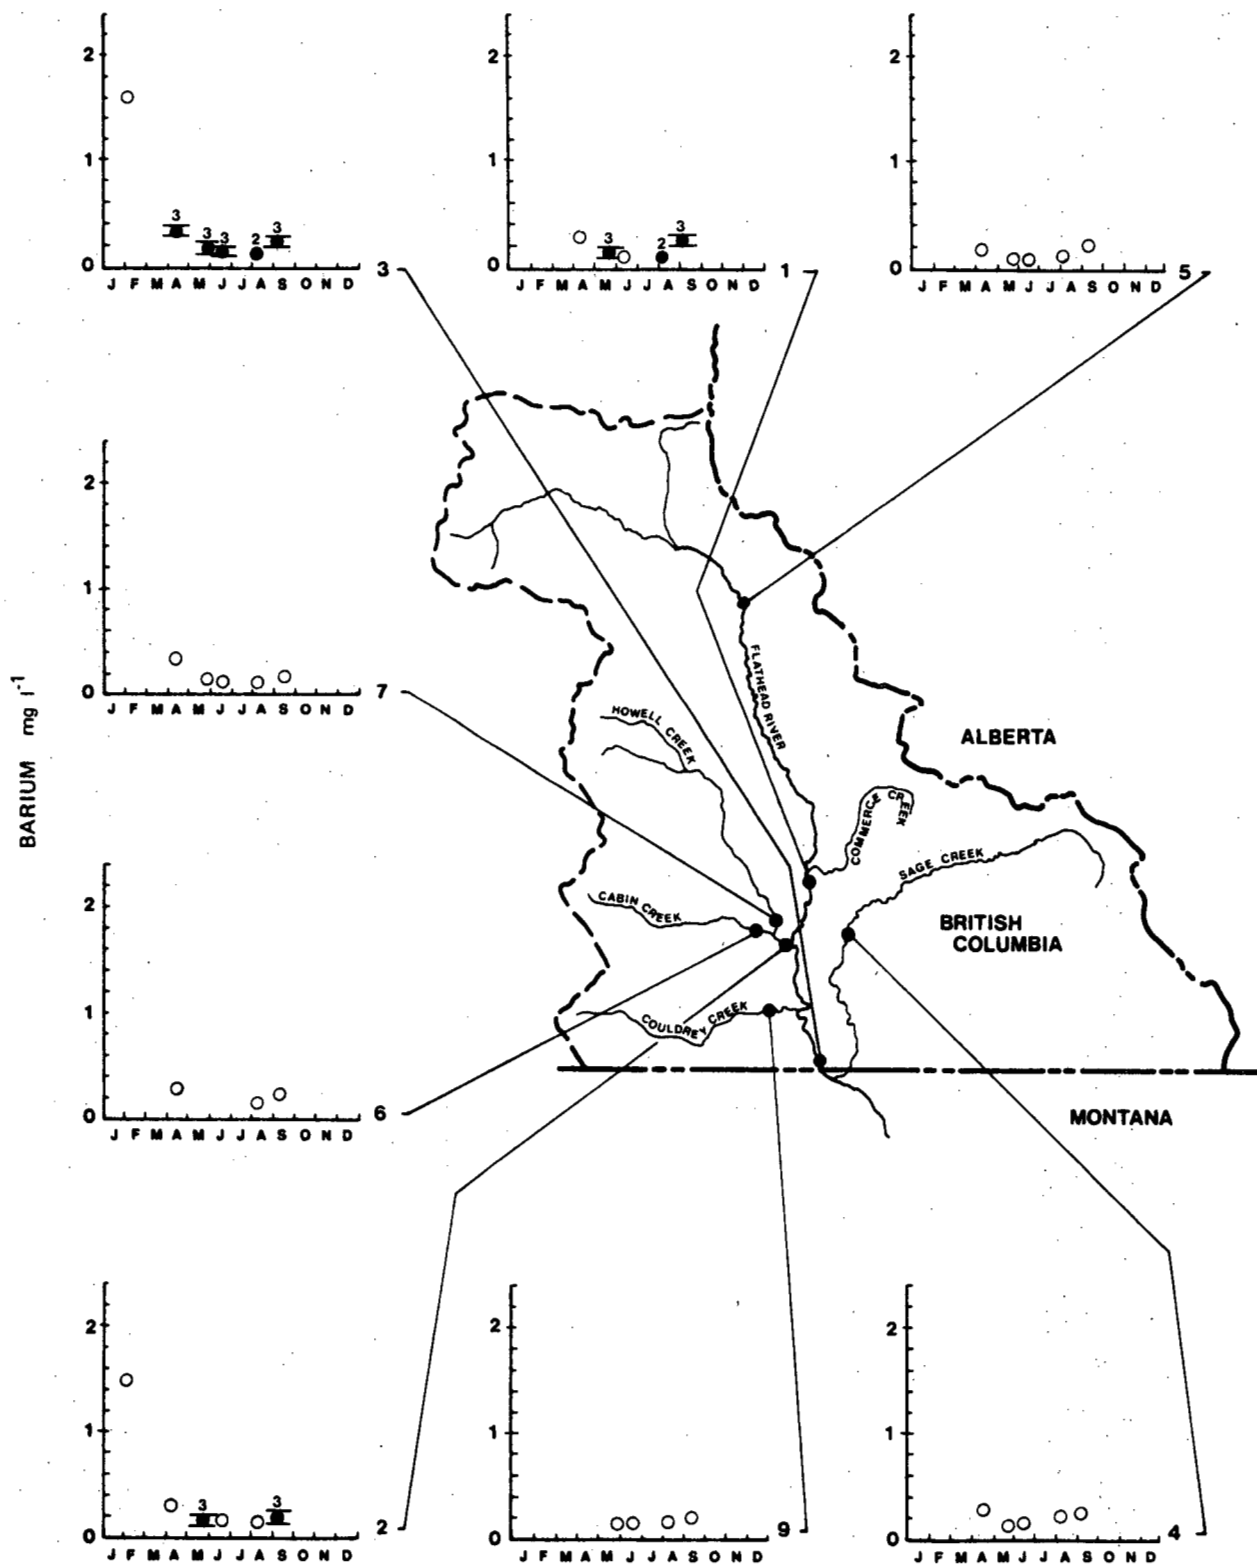 BARIUM mg l⁻¹
2
1
0
3
3
3
2
3
J F M A M J J A S O N D
3
2
1
0
3
2
3
J F M A M J J A S O N D
1
2
1
0
J F M A M J J A S O N D
5
2
1
0
J F M A M J J A S O N D
7
FLATHEAD RIVER
HOWELL CREEK
ALBERTA
COMMERCE CREEK
SAGE CREEK
CABIN CREEK
BRITISH
COLUMBIA
COULDREY CREEK
MONTANA
2
1
0
J F M A M J J A S O N D
6
2
1
0
3
3
J F M A M J J A S O N D
2
2
1
0
J F M A M J J A S O N D
9
2
1
0
J F M A M J J A S O N D
4